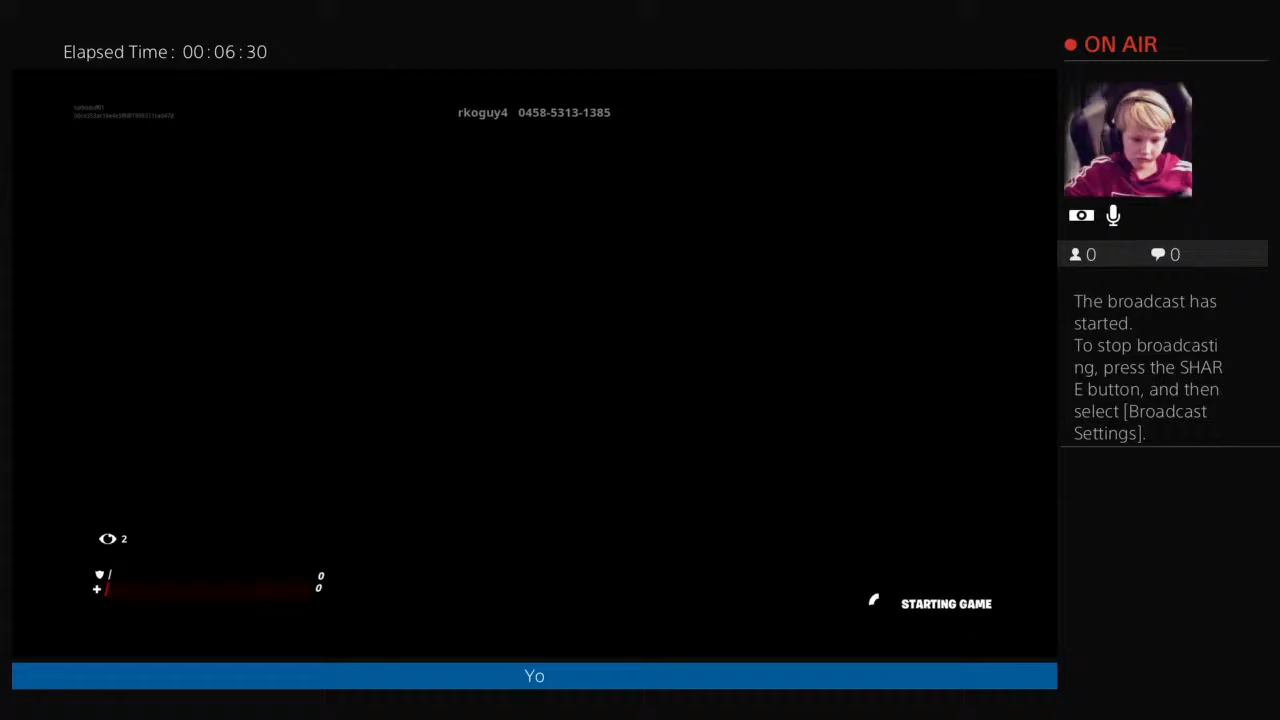 Elapsed Time: 00:06:30
ON AIR
rkoguy4 0458-5313-1385
0
0
The broadcast has
started.
To stop broadcasti
ng, press the SHAR
E button, and then
select [Broadcast
Settings].
2
0
0
STARTING GAME
Yo